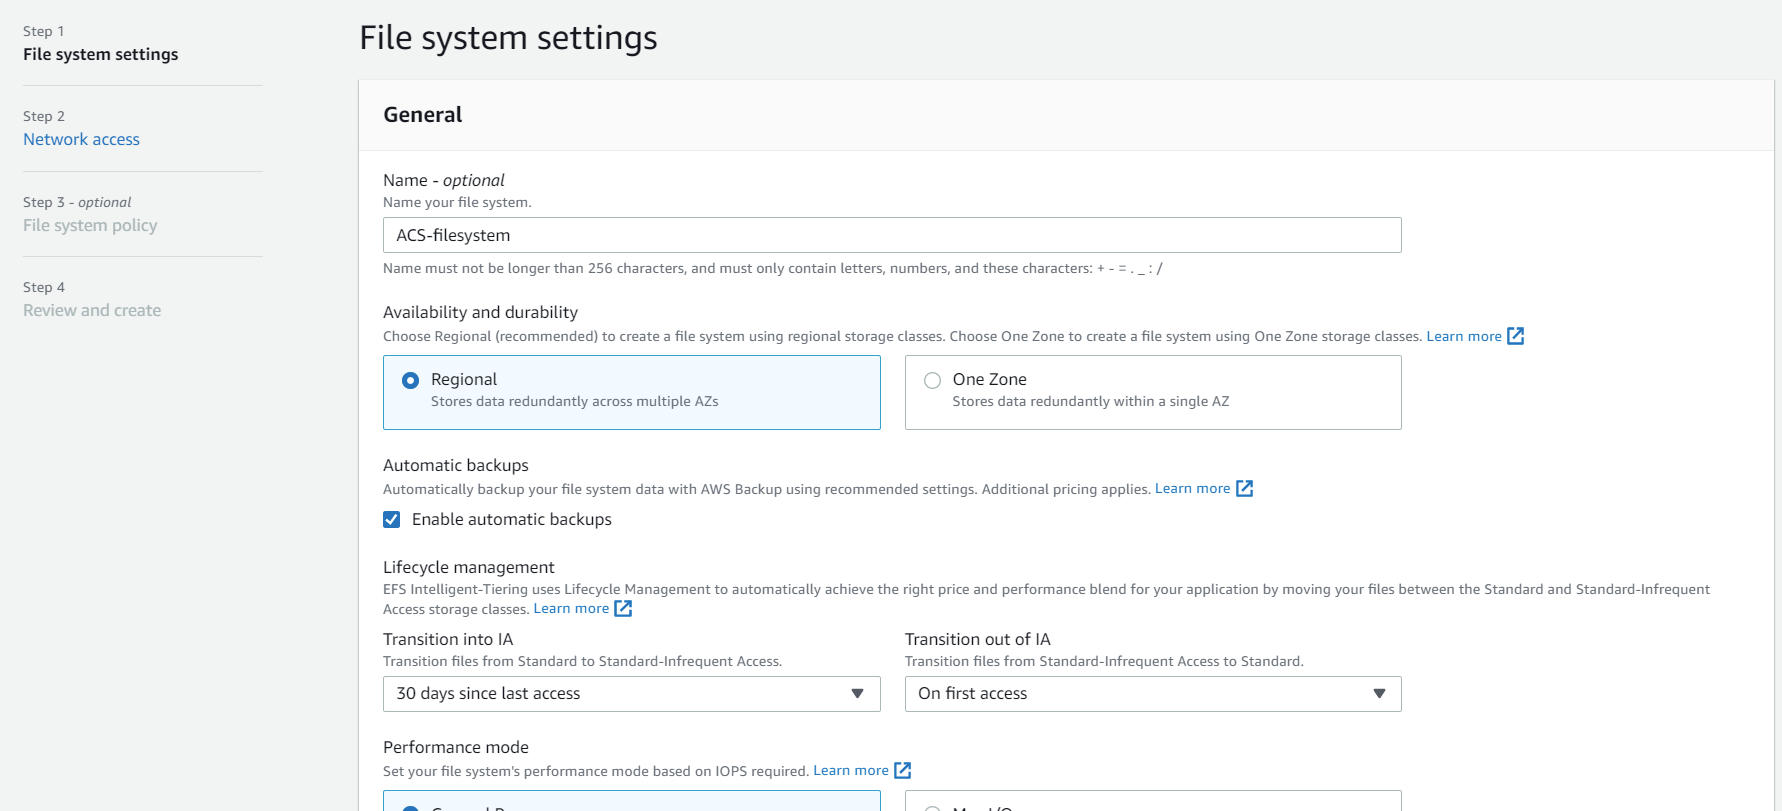 Step 1
File system settings
Step 2
Network access
Step 3 - optional
File system policy
Step 4
Review and create
File system settings
General
Name - optional
Name your file system.
ACS-filesystem
Name must not be longer than 256 characters, and must only contain letters, numbers, and these characters: + - = . _ : /
Availability and durability
Choose Regional (recommended) to create a file system using regional storage classes. Choose One Zone to create a file system using One Zone storage classes. Learn more
Regional
Stores data redundantly across multiple AZs
One Zone
Stores data redundantly within a single AZ
Automatic backups
Automatically backup your file system data with AWS Backup using recommended settings. Additional pricing applies. Learn more
Enable automatic backups
Lifecycle management
EFS Intelligent-Tiering uses Lifecycle Management to automatically achieve the right price and performance blend for your application by moving your files between the Standard and Standard-Infrequent
Access storage classes. Learn more
Transition into IA
Transition files from Standard to Standard-Infrequent Access.
30 days since last access
Transition out of IA
Transition files from Standard-Infrequent Access to Standard.
On first access
Performance mode
Set your file system's performance mode based on IOPS required. Learn more